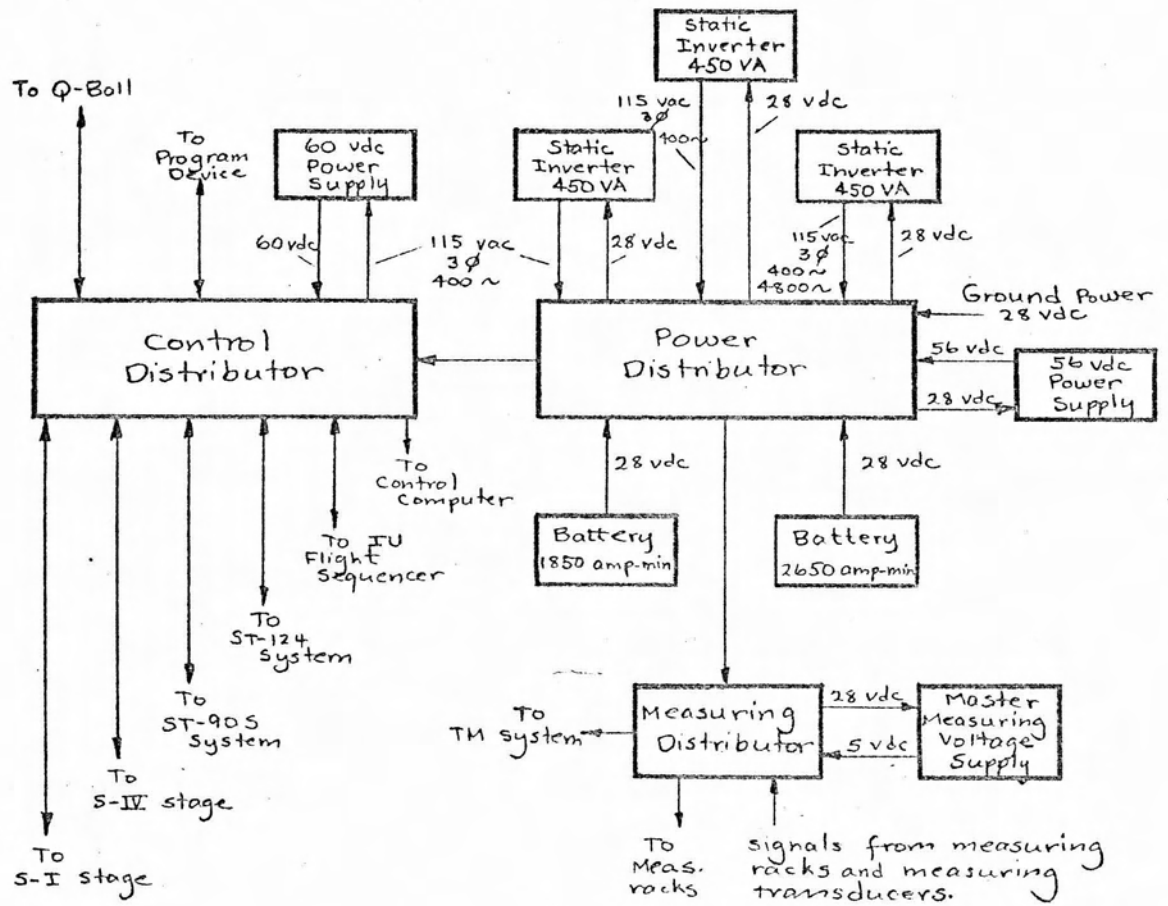 Static
Inverter
450 VA
To Q-Ball
To
Program
Device
60 vdc
Power
Supply
Static
Inverter
450 VA
115 vac
3ϕ
400~
28 vdc
Static
Inverter
450 VA
60 vdc
115 vac
3ϕ
400~
28 vdc
115 vac
3ϕ
400~
4800~
28 vdc
Control
Distributor
Power
Distributor
Ground Power
28 vdc
56 vdc
28 vdc
56 vdc
Power
Supply
To
Control
Computer
28 vdc
28 vdc
To IU
Flight
Sequencer
Battery
1850 amp-min
Battery
2650 amp-min
To
ST-124
System
To
ST-90S
System
To
S-IV stage
To
S-I stage
To
TM system
Measuring
Distributor
28 vdc
5 vdc
Master
Measuring
Voltage
Supply
To
Meas.
racks
signals from measuring
racks and measuring
transducers.